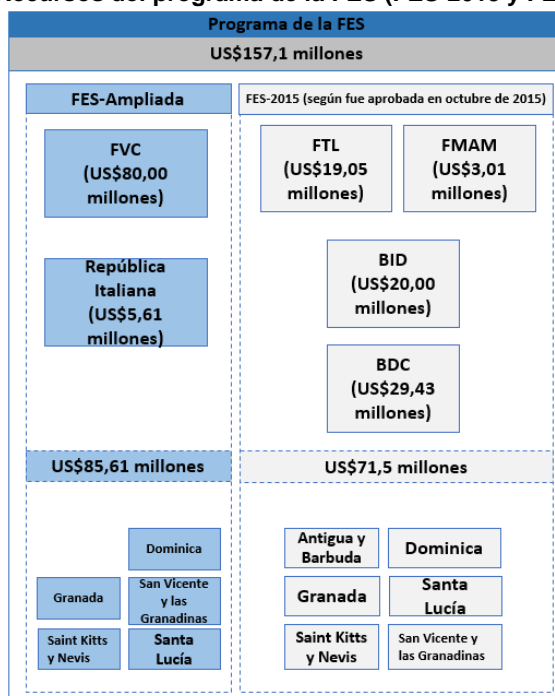 Programa de la FES
US$157,1 millones
FES-Ampliada
FVC
(US$80,00
millones)
República
Italiana
(US$5,61
millones)
US$85,61 millones
Dominica
Granada
San Vicente
y las
Granadinas
Saint Kitts
y Nevis
Santa
Lucía
FES-2015 (según fue aprobada en octubre de 2015)
FTL
(US$19,05
millones)
FMAM
(US$3,01
millones)
BID
(US$20,00
millones)
BDC
(US$29,43
millones)
US$71,5 millones
Antigua y
Barbuda
Dominica
Granada
Santa
Lucía
Saint Kitts
y Nevis
San Vicente y
las Granadinas